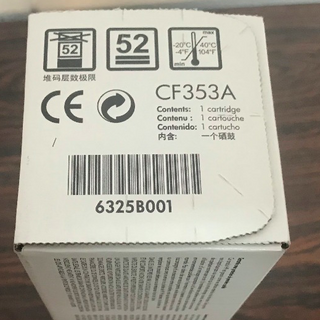 52
52
max
-20°C
-4°F
40°C
104°F
min
堆码层数极限
CE
CF353A
Contents: 1 cartridge
Contenu : 1 cartouche
Contenido: 1 cartucho
内含: 一个硒鼓
6325B001